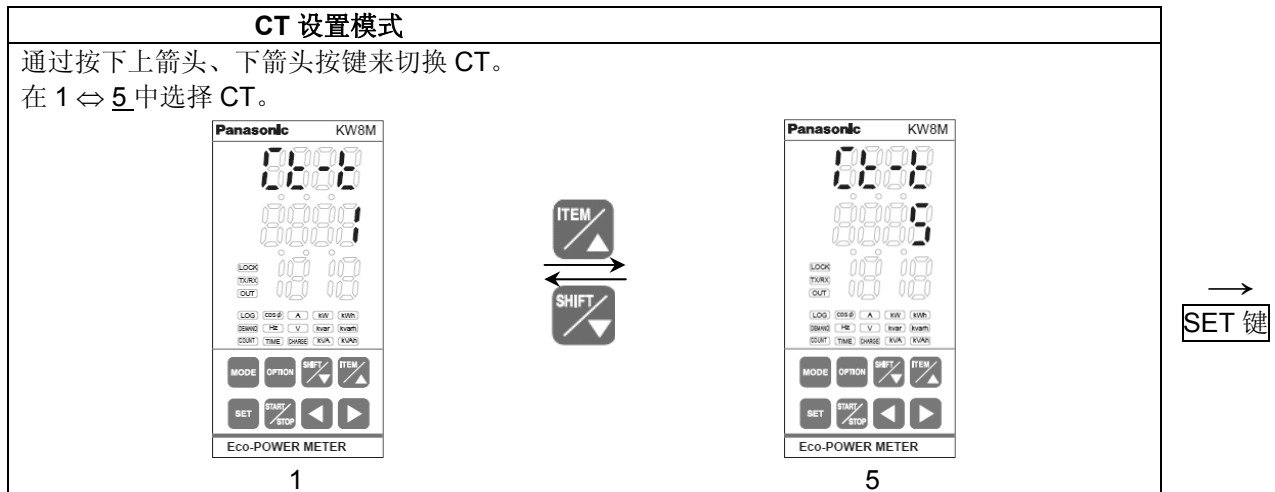 CT 设置模式
通过按下上箭头、下箭头按键来切换 CT。
在 1 ⇔ 5 中选择 CT。
Panasonic KW8M
Ct-t
1
LOCK
TX/RX
OUT
LOG cosø A kW kWh
DEMAND Hz V kvar kvarh
COUNT TIME CHARGE kVA kVAh
MODE OPTION SHIFT/▼ ITEM/▲
SET START/STOP ◀ ▶
Eco-POWER METER
1
ITEM/▲
→
←
SHIFT/▼
Panasonic KW8M
Ct-t
5
LOCK
TX/RX
OUT
LOG cosø A kW kWh
DEMAND Hz V kvar kvarh
COUNT TIME CHARGE kVA kVAh
MODE OPTION SHIFT/▼ ITEM/▲
SET START/STOP ◀ ▶
Eco-POWER METER
5
→
SET 键